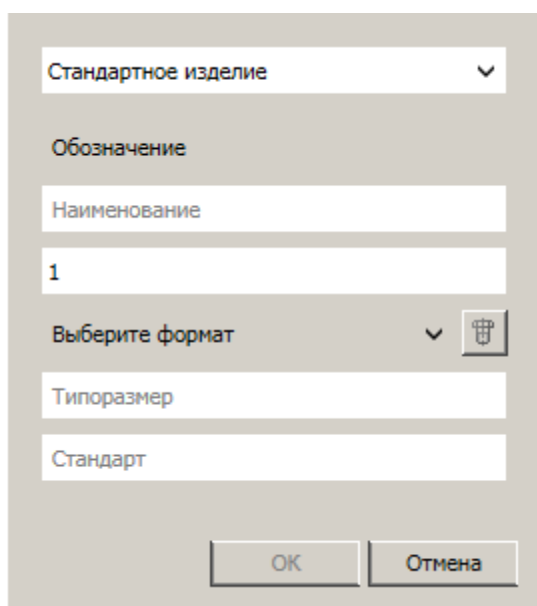 Стандартное изделие
Обозначение
Наименование
1
Выберите формат
Типоразмер
Стандарт
OK Отмена